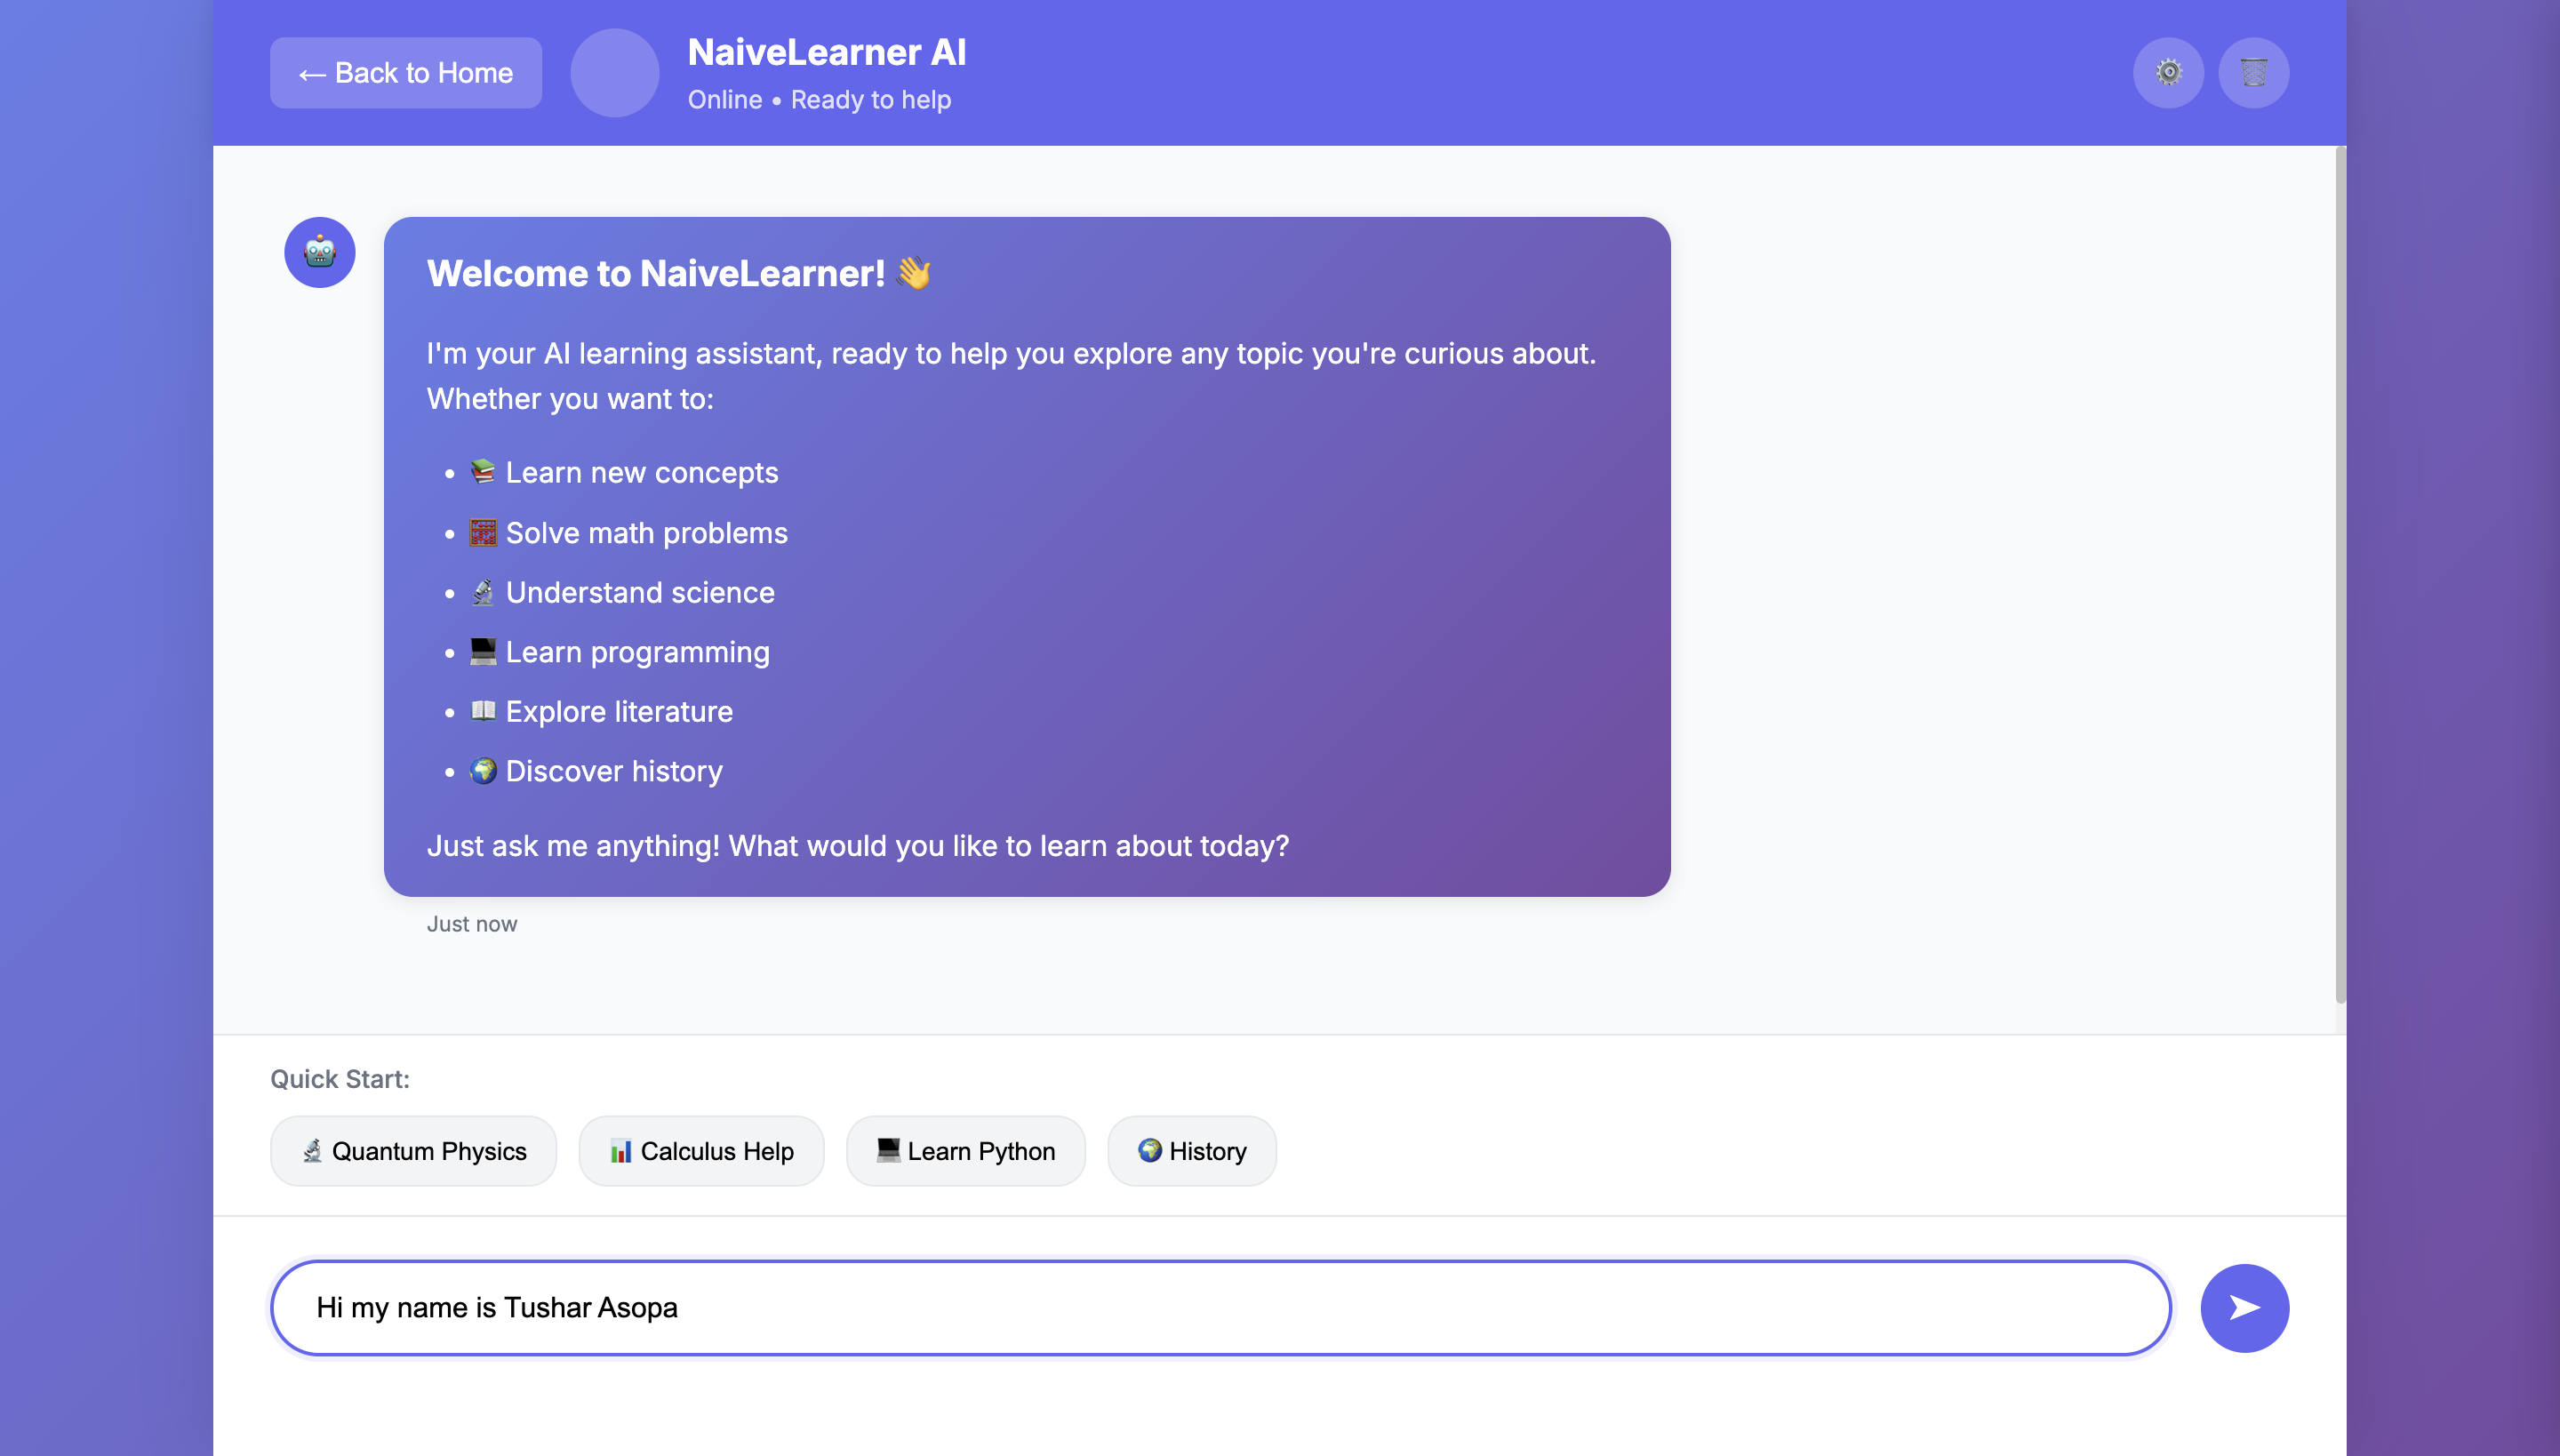 ← Back to Home
NaiveLearner AI
Online • Ready to help
Welcome to NaiveLearner! 👋
I'm your AI learning assistant, ready to help you explore any topic you're curious about.
Whether you want to:
• 📚 Learn new concepts
• 🧮 Solve math problems
• 🔬 Understand science
• 💻 Learn programming
• 📖 Explore literature
• 🌍 Discover history
Just ask me anything! What would you like to learn about today?
Just now
Quick Start:
🔬 Quantum Physics
📊 Calculus Help
💻 Learn Python
🌍 History
Hi my name is Tushar Asopa